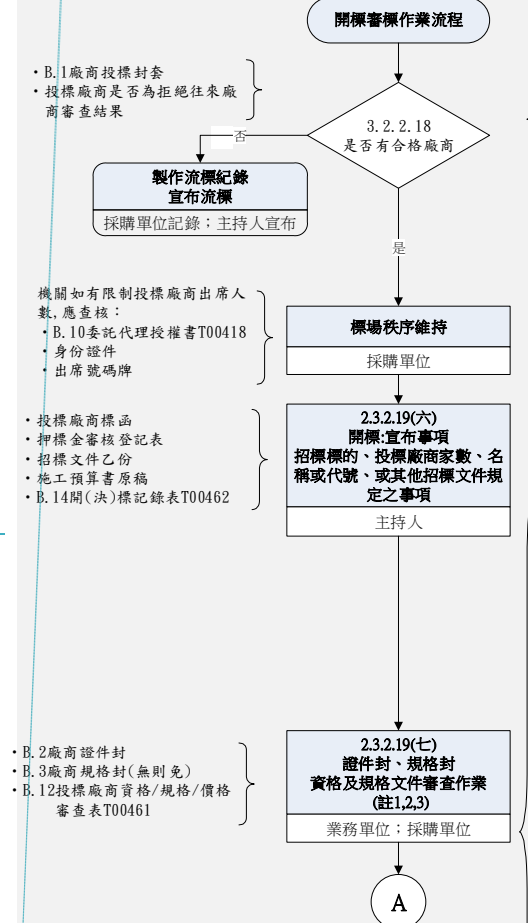 開標審標作業流程
・B.1廠商投標封套
・投標廠商是否為拒絕往來廠
商審查結果
3.2.2.18
是否有合格廠商
否
製作流標紀錄
宣布流標
採購單位記錄；主持人宣布
是
機關如有限制投標廠商出席人
數,應查核：
・B.10委託代理授權書T00418
・身份證件
・出席號碼牌
標場秩序維持
採購單位
・投標廠商標函
・押標金審核登記表
・招標文件乙份
・施工預算書原稿
・B.14開(決)標記錄表T00462
2.3.2.19(六)
開標:宣布事項
招標標的、投標廠商家數、名
稱或代號、或其他招標文件規
定之事項
主持人
・B.2廠商證件封
・B.3廠商規格封(無則免)
・B.12投標廠商資格/規格/價格
審查表T00461
2.3.2.19(七)
證件封、規格封
資格及規格文件審查作業
(註1,2,3)
業務單位；採購單位
A